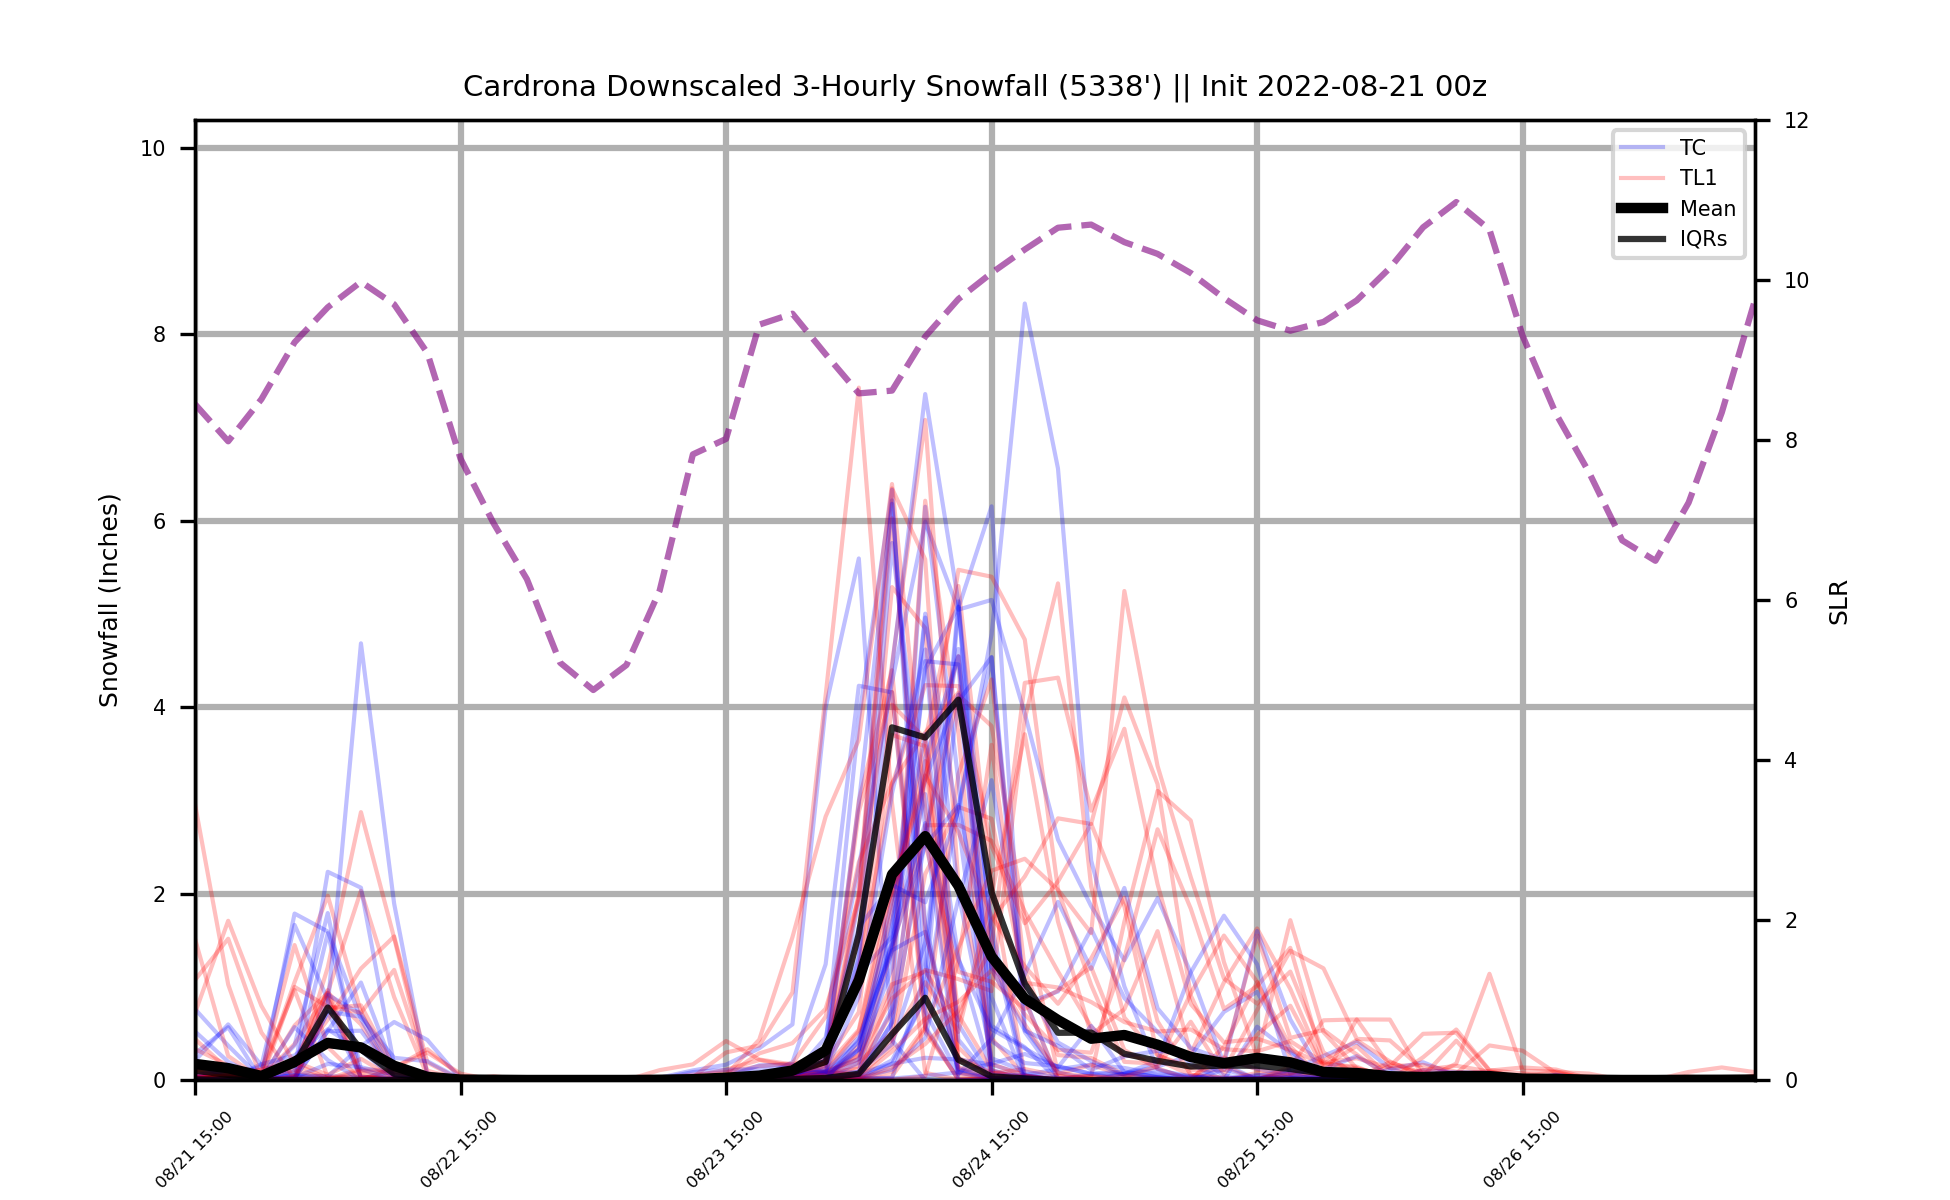 Cardrona Downscaled 3-Hourly Snowfall (5338') || Init 2022-08-21 00z
TC
TL1
Mean
IQRs
Snowfall (Inches)
10
8
6
4
2
0
SLR
12
10
8
6
4
2
0
08/21 15:00
08/22 15:00
08/23 15:00
08/24 15:00
08/25 15:00
08/26 15:00